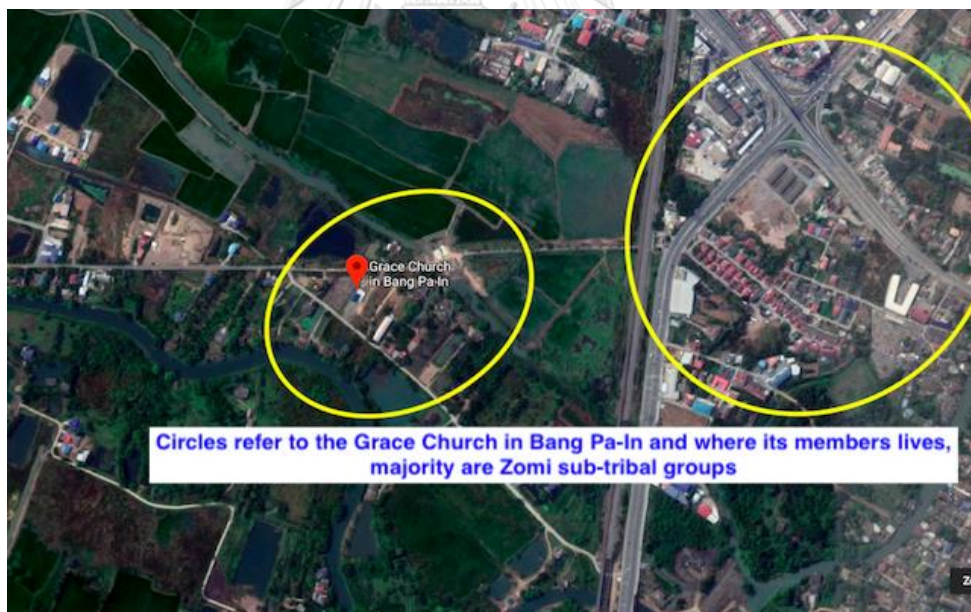 Grace Church
in Bang Pa-In
Circles refer to the Grace Church in Bang Pa-In and where its members lives,
majority are Zomi sub-tribal groups